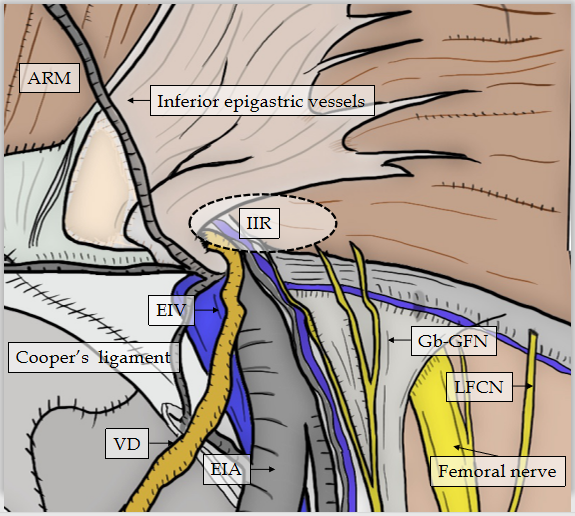 ARM
Inferior epigastric vessels
IIR
EIV
Gb-GFN
Cooper's ligament
LFCN
VD
EIA
Femoral nerve